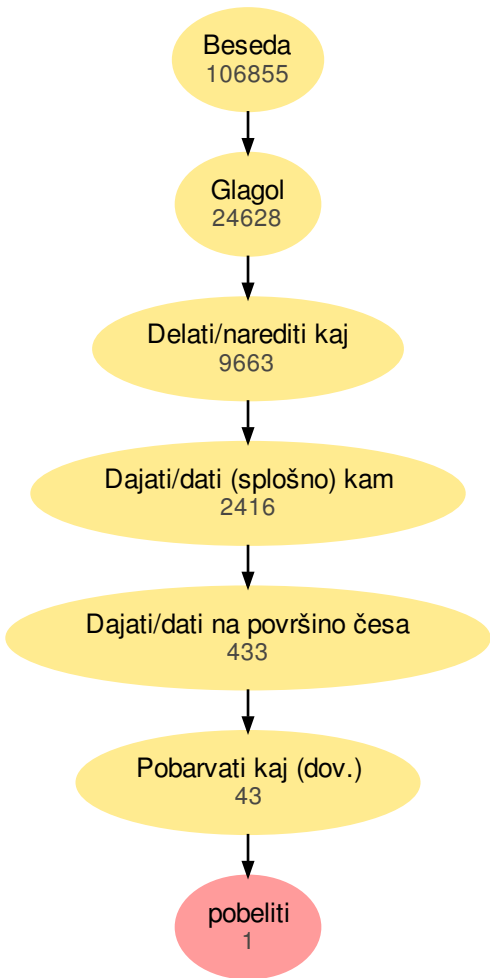 Beseda
106855
Glagol
24628
Delati/narediti kaj
9663
Dajati/dati (splošno) kam
2416
Dajati/dati na površino česa
433
Pobarvati kaj (dov.)
43
pobeliti
1